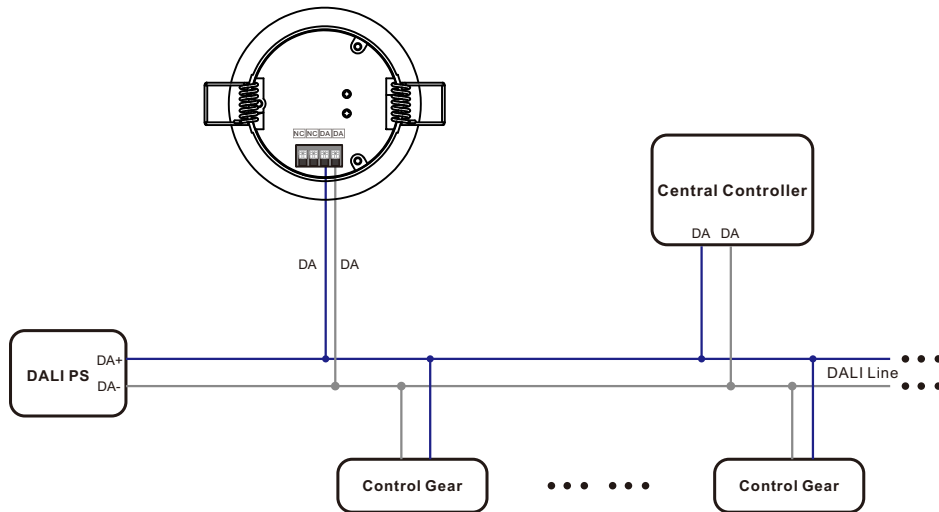 NC NC DA DA
Central Controller
DA DA
DA DA
DALI PS
DA+
DA-
DALI Line
Control Gear
Control Gear